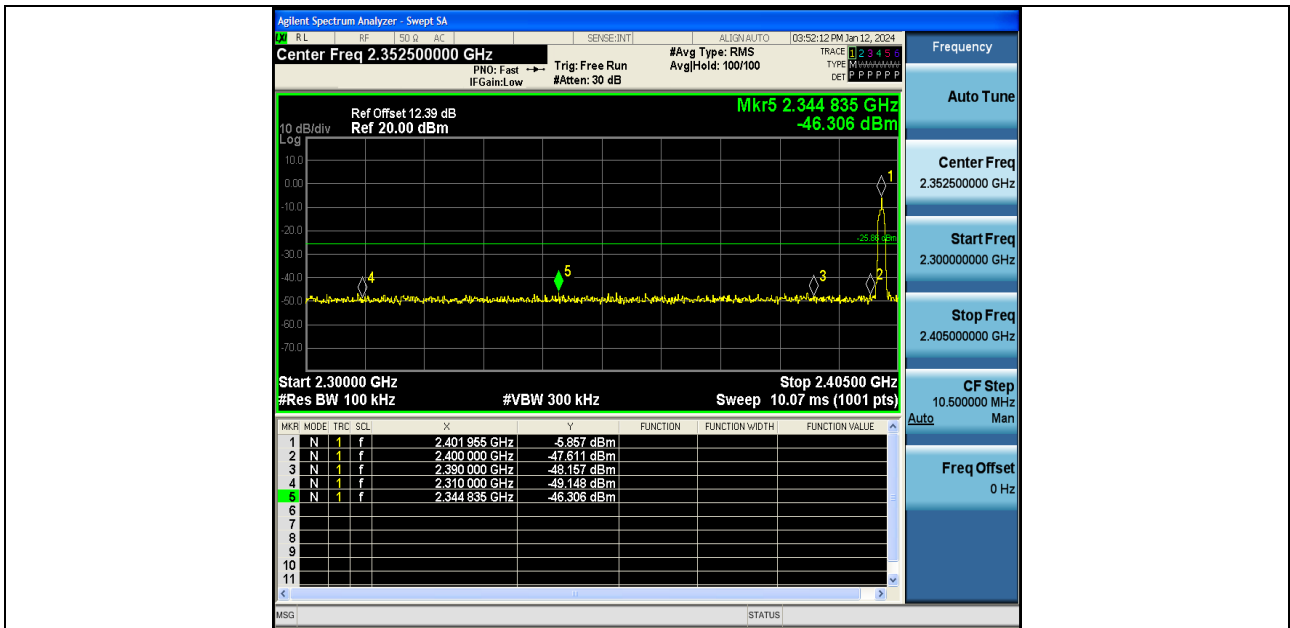 Agilent Spectrum Analyzer - Swept SA
LXI RL RF 50 Ω AC SENSE:INT ALIGN AUTO 03:52:12 PM Jan 12, 2024
Center Freq 2.352500000 GHz
PNO: Fast
IFGain:Low
Trig: Free Run
#Atten: 30 dB
#Avg Type: RMS
Avg|Hold: 100/100
TRACE 1 2 3 4 5 6
TYPE M
DET P P P P P P
Mkr5 2.344 835 GHz
-46.306 dBm
Ref Offset 12.39 dB
10 dB/div Ref 20.00 dBm
Log
10.0
0.00
-10.0
-20.0
-30.0
-40.0
-50.0
-60.0
-70.0
1
-25.86 dBm
4
5
3
2
Start 2.30000 GHz Stop 2.40500 GHz
#Res BW 100 kHz #VBW 300 kHz Sweep 10.07 ms (1001 pts)
MKR MODE TRC SCL X Y FUNCTION FUNCTION WIDTH FUNCTION VALUE
1 N 1 f 2.401 955 GHz -5.857 dBm
2 N 1 f 2.400 000 GHz -47.611 dBm
3 N 1 f 2.390 000 GHz -48.157 dBm
4 N 1 f 2.310 000 GHz -49.148 dBm
5 N 1 f 2.344 835 GHz -46.306 dBm
6
7
8
9
10
11
MSG STATUS
Frequency
Auto Tune
Center Freq
2.352500000 GHz
Start Freq
2.300000000 GHz
Stop Freq
2.405000000 GHz
CF Step
10.500000 MHz
Auto Man
Freq Offset
0 Hz